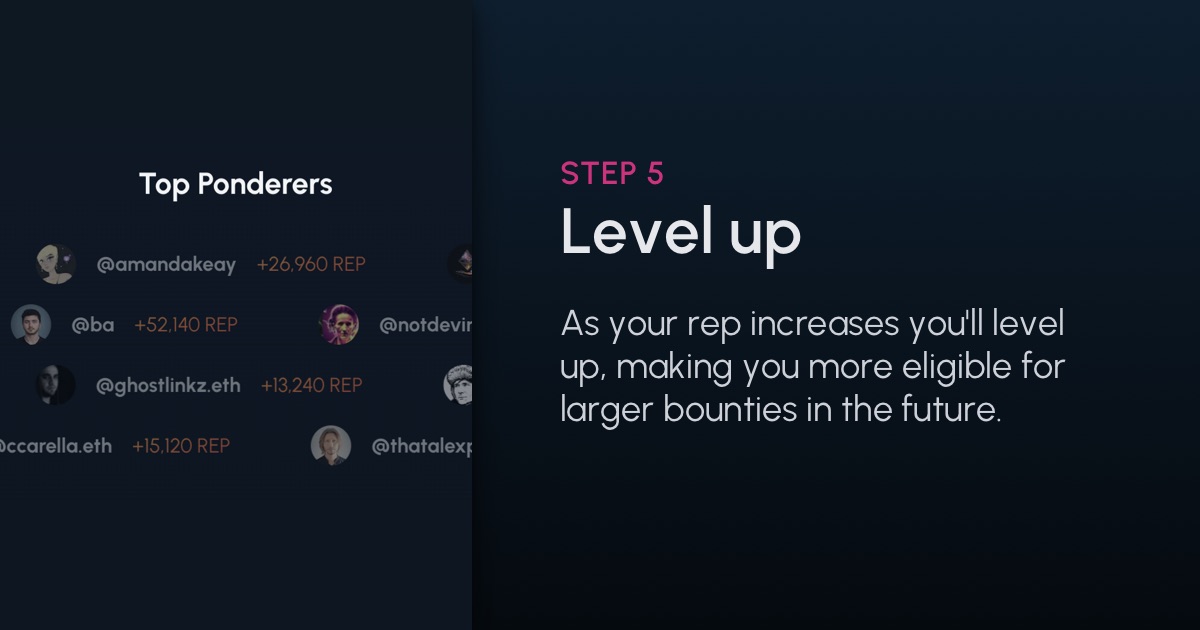 Top Ponderers
@amandakeay +26,960 REP
@ba +52,140 REP
@ghostlinkz.eth +13,240 REP
ccarella.eth +15,120 REP
STEP 5
Level up
As your rep increases you'll level
up, making you more eligible for
larger bounties in the future.